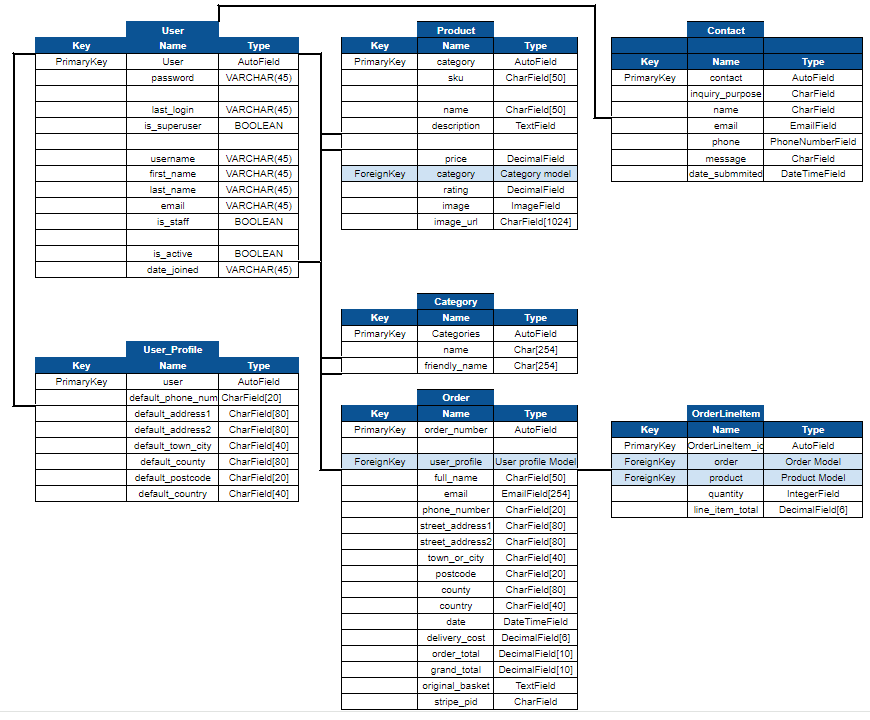 User
Key Name Type
PrimaryKey User AutoField
password VARCHAR(45)
last_login VARCHAR(45)
is_superuser BOOLEAN
username VARCHAR(45)
first_name VARCHAR(45)
last_name VARCHAR(45)
email VARCHAR(45)
is_staff BOOLEAN
is_active BOOLEAN
date_joined VARCHAR(45)
Product
Key Name Type
PrimaryKey category AutoField
sku CharField[50]
name CharField[50]
description TextField
price DecimalField
ForeignKey category Category model
rating DecimalField
image ImageField
image_url CharField[1024]
Contact
Key Name Type
PrimaryKey contact AutoField
inquiry_purpose CharField
name CharField
email EmailField
phone PhoneNumberField
message CharField
date_submmited DateTimeField
User_Profile
Key Name Type
PrimaryKey user AutoField
default_phone_num CharField[20]
default_address1 CharField[80]
default_address2 CharField[80]
default_town_city CharField[40]
default_county CharField[80]
default_postcode CharField[20]
default_country CharField[40]
Category
Key Name Type
PrimaryKey Categories AutoField
name Char[254]
friendly_name Char[254]
Order
Key Name Type
PrimaryKey order_number AutoField
ForeignKey user_profile User profile Model
full_name CharField[50]
email EmailField[254]
phone_number CharField[20]
street_address1 CharField[80]
street_address2 CharField[80]
town_or_city CharField[40]
postcode CharField[20]
county CharField[80]
country CharField[40]
date DateTimeField
delivery_cost DecimalField[6]
order_total DecimalField[10]
grand_total DecimalField[10]
original_basket TextField
stripe_pid CharField
OrderLineItem
Key Name Type
PrimaryKey OrderLineItem_id AutoField
ForeignKey order Order Model
ForeignKey product Product Model
quantity IntegerField
line_item_total DecimalField[6]